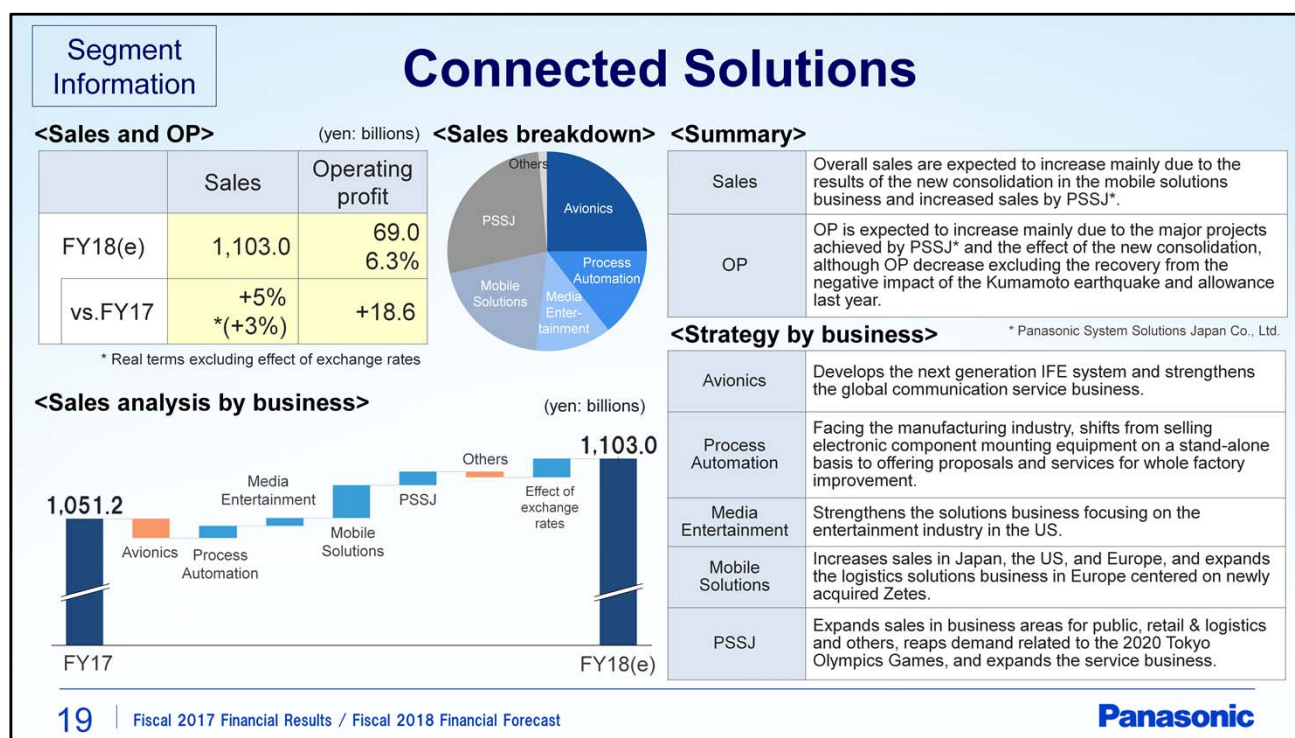 Segment
Information
Connected Solutions
<Sales and OP>
(yen: billions)
Sales
Operating
profit
FY18(e)
1,103.0
69.0
6.3%
vs.FY17
+5%
*(+3%)
+18.6
* Real terms excluding effect of exchange rates
<Sales breakdown>
Others
Avionics
Process
Automation
Media
Enter-
tainment
Mobile
Solutions
PSSJ
<Summary>
Sales
Overall sales are expected to increase mainly due to the
results of the new consolidation in the mobile solutions
business and increased sales by PSSJ*.
OP
OP is expected to increase mainly due to the major projects
achieved by PSSJ* and the effect of the new consolidation,
although OP decrease excluding the recovery from the
negative impact of the Kumamoto earthquake and allowance
last year.
* Panasonic System Solutions Japan Co., Ltd.
<Sales analysis by business>
(yen: billions)
1,051.2
Avionics
Process
Automation
Media
Entertainment
Mobile
Solutions
PSSJ
Others
Effect of
exchange
rates
1,103.0
FY17
FY18(e)
<Strategy by business>
Avionics
Develops the next generation IFE system and strengthens
the global communication service business.
Process
Automation
Facing the manufacturing industry, shifts from selling
electronic component mounting equipment on a stand-alone
basis to offering proposals and services for whole factory
improvement.
Media
Entertainment
Strengthens the solutions business focusing on the
entertainment industry in the US.
Mobile
Solutions
Increases sales in Japan, the US, and Europe, and expands
the logistics solutions business in Europe centered on newly
acquired Zetes.
PSSJ
Expands sales in business areas for public, retail & logistics
and others, reaps demand related to the 2020 Tokyo
Olympics Games, and expands the service business.
19
Fiscal 2017 Financial Results / Fiscal 2018 Financial Forecast
Panasonic